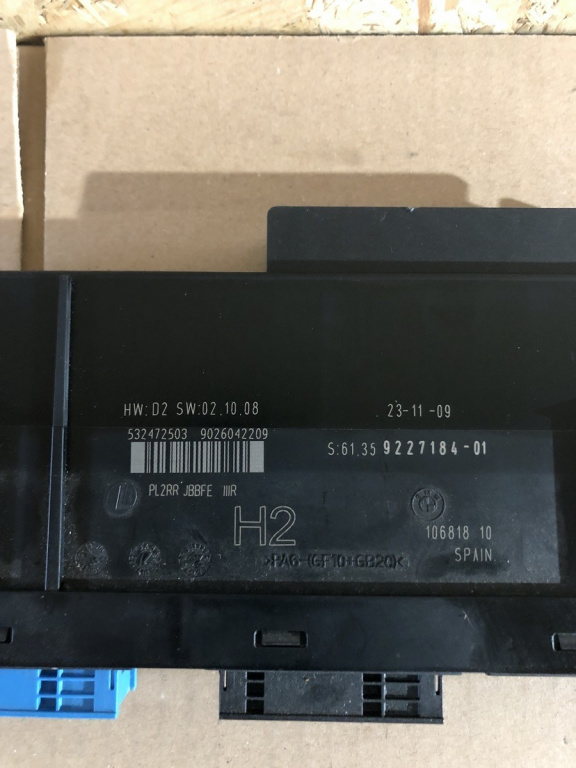 HW: D2 SW:02.10.08
23-11-09
532472503 9026042209
S:61.35 9227184-01
L PL2RR JBBFE IIIR
H2
106818 10
>PA6-(GF10+GB20)<
SPAIN